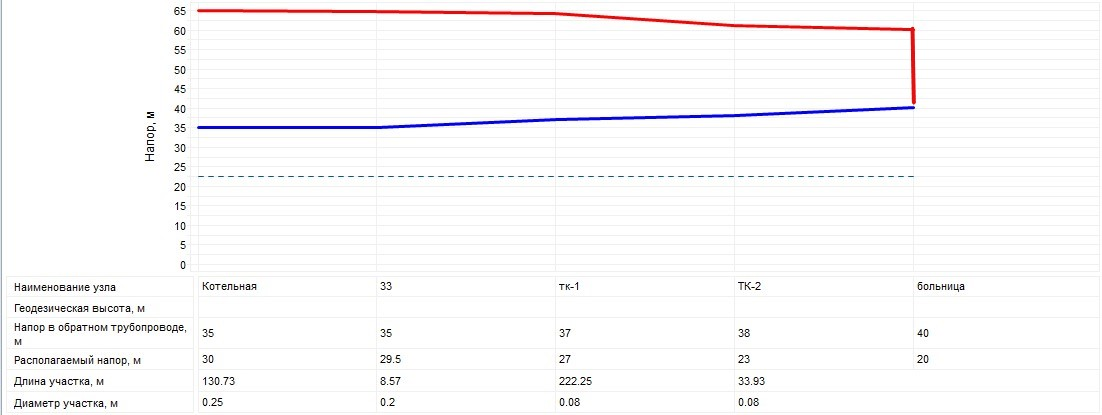 65
60
55
50
45
40
35
30
25
20
15
10
5
0
Напор, м
Наименование узла Котельная 33 тк-1 ТК-2 больница
Геодезическая высота, м
Напор в обратном трубопроводе, м 35 35 37 38 40
Располагаемый напор, м 30 29.5 27 23 20
Длина участка, м 130.73 8.57 222.25 33.93
Диаметр участка, м 0.25 0.2 0.08 0.08